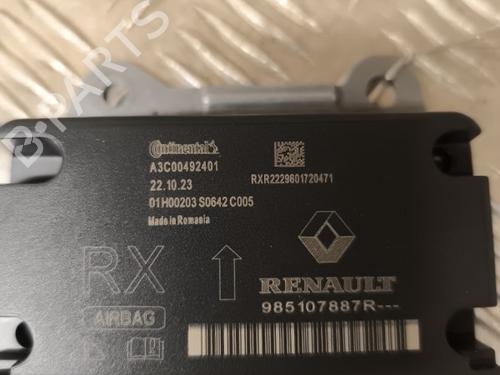 B-PARTS
Continental
A3C00492401
22.10.23
01H00203 S0642 C005
Made in Romania
RXR2229601720471
RX
AIRBAG
RENAULT
985107887R---